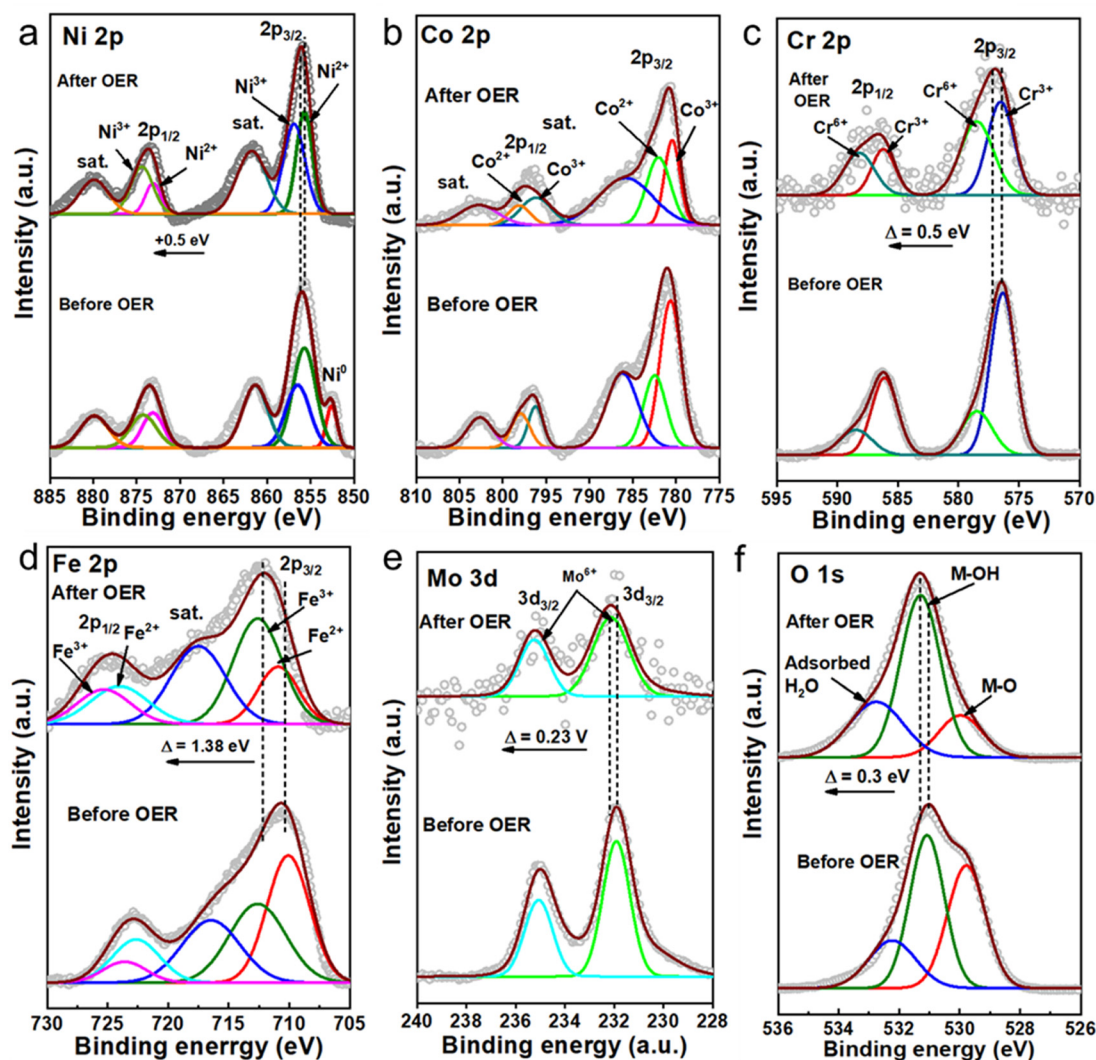 a
Ni 2p
After OER
2p3/2.
Ni3+
Ni2+
sat.
Ni3+
2p1/2
Ni2+
sat.
+0.5 eV
Before OER
Ni0
Intensity (a.u.)
885 880 875 870 865 860 855 850
Binding energy (eV)
b
Co 2p
After OER
2p3/2
Co2+
Co3+
sat.
2p1/2
Co2+
Co3+
sat.
Before OER
Intensity (a.u.)
810 805 800 795 790 785 780 775
Binding energy (eV)
c
Cr 2p
After
OER
2p3/2
2p1/2
Cr6+
Cr3+
Cr6+
Cr3+
Δ = 0.5 eV
Before OER
Intensity (a.u.)
595 590 585 580 575 570
Binding energy (eV)
d
Fe 2p
After OER
2p3/2
sat.
Fe3+
2p1/2
Fe2+
Fe3+
Fe2+
Δ = 1.38 eV
Before OER
Intensity (a.u.)
730 725 720 715 710 705
Binding enerrgy (eV)
e
Mo 3d
Mo6+
3d3/2
3d3/2
After OER
Δ = 0.23 V
Before OER
Intensity (a.u.)
240 238 236 234 232 230 228
Binding energy (a.u.)
f
O 1s
M-OH
After OER
Adsorbed
H2O
M-O
Δ = 0.3 eV
Before OER
Intensity (a.u.)
536 534 532 530 528 526
Binding energy (eV)